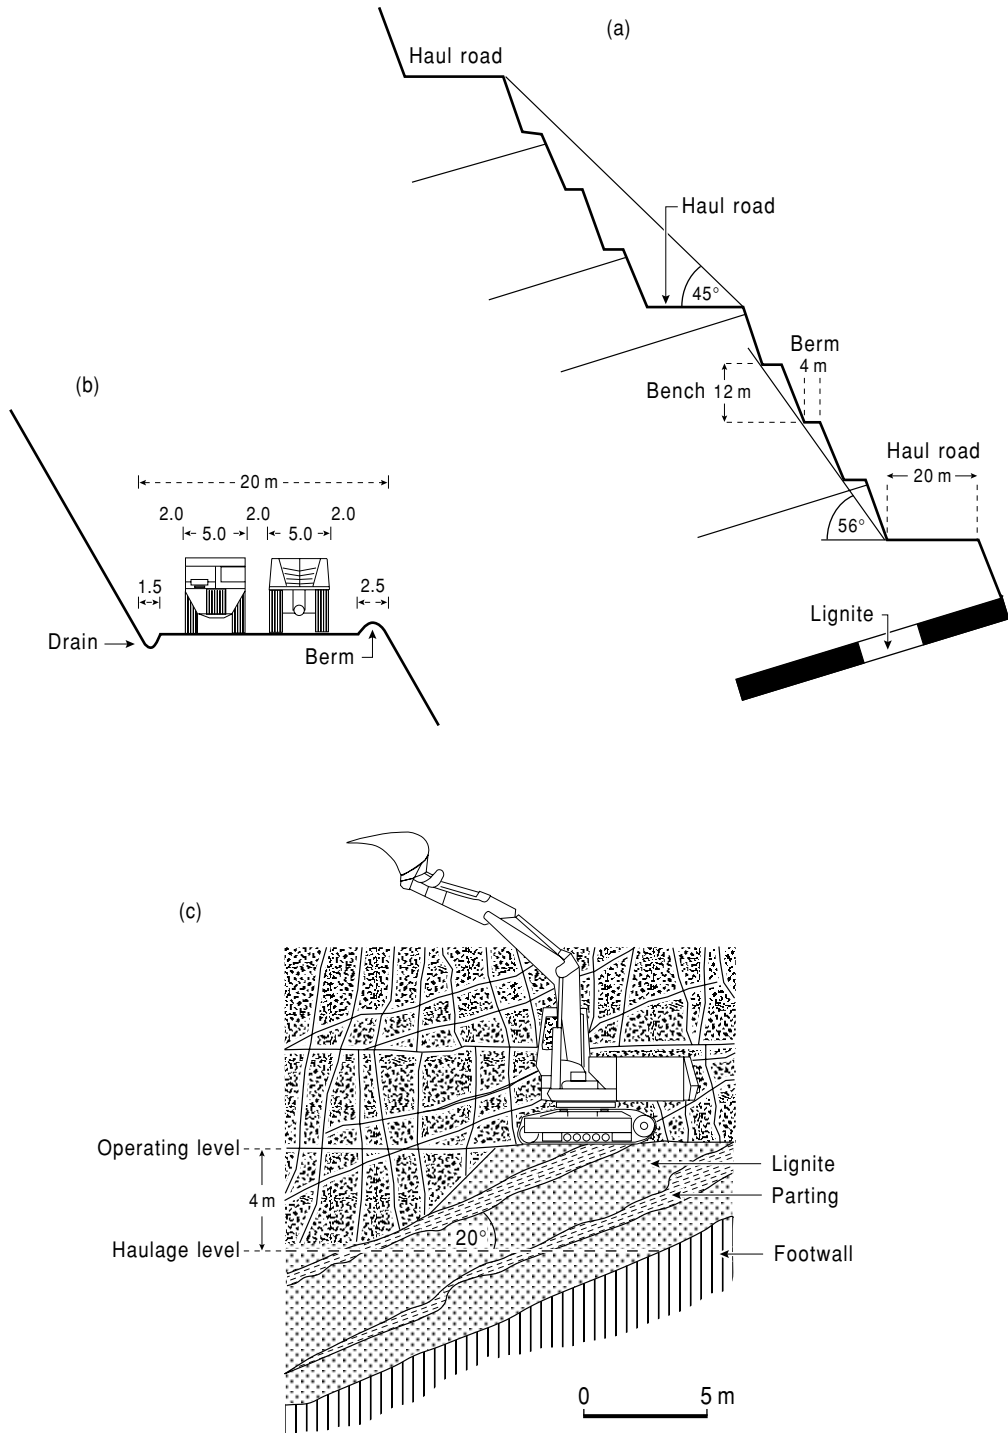 (a)
Haul road
Haul road
45°
Berm
4 m
Bench 12 m
Haul road
20 m
56°
Lignite
(b)
20 m
2.0 2.0 2.0
5.0 5.0
1.5 2.5
Drain
Berm
(c)
Operating level
4 m
Haulage level
20°
Lignite
Parting
Footwall
0 5 m